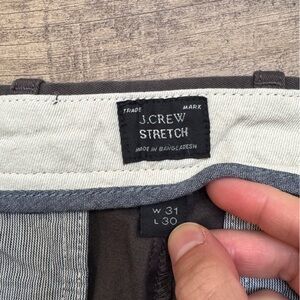 TRADE MARK
J.CREW
STRETCH
MADE IN BANGLADESH
W 31
L 30